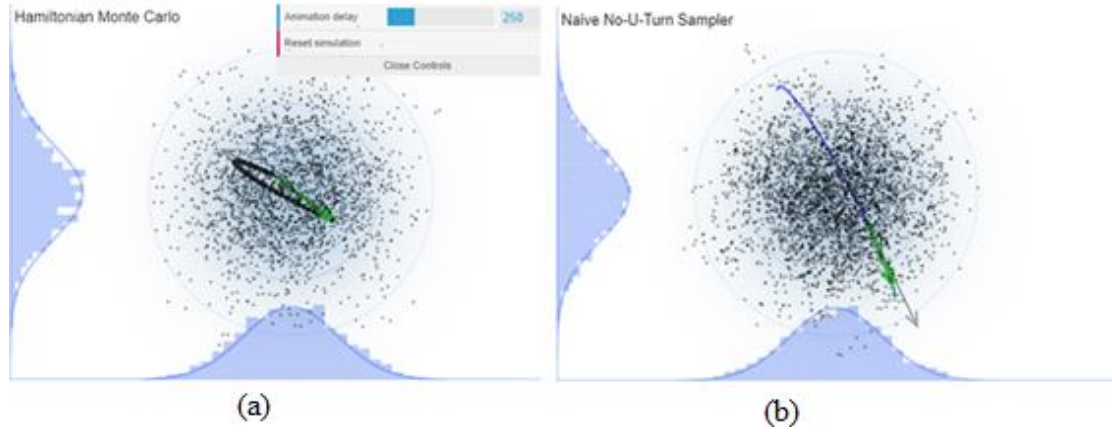 Hamiltonian Monte Carlo
Animation delay 250
Reset simulation
Close Controls
Naive No-U-Turn Sampler
(a)
(b)